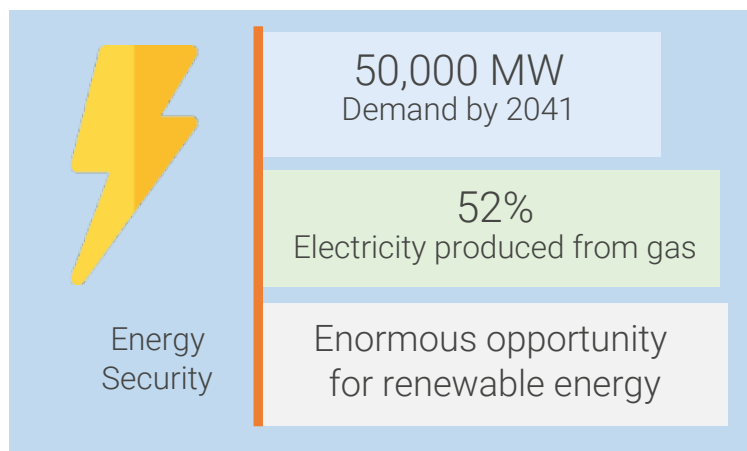 50,000 MW
Demand by 2041
52%
Electricity produced from gas
Energy
Security
Enormous opportunity
for renewable energy